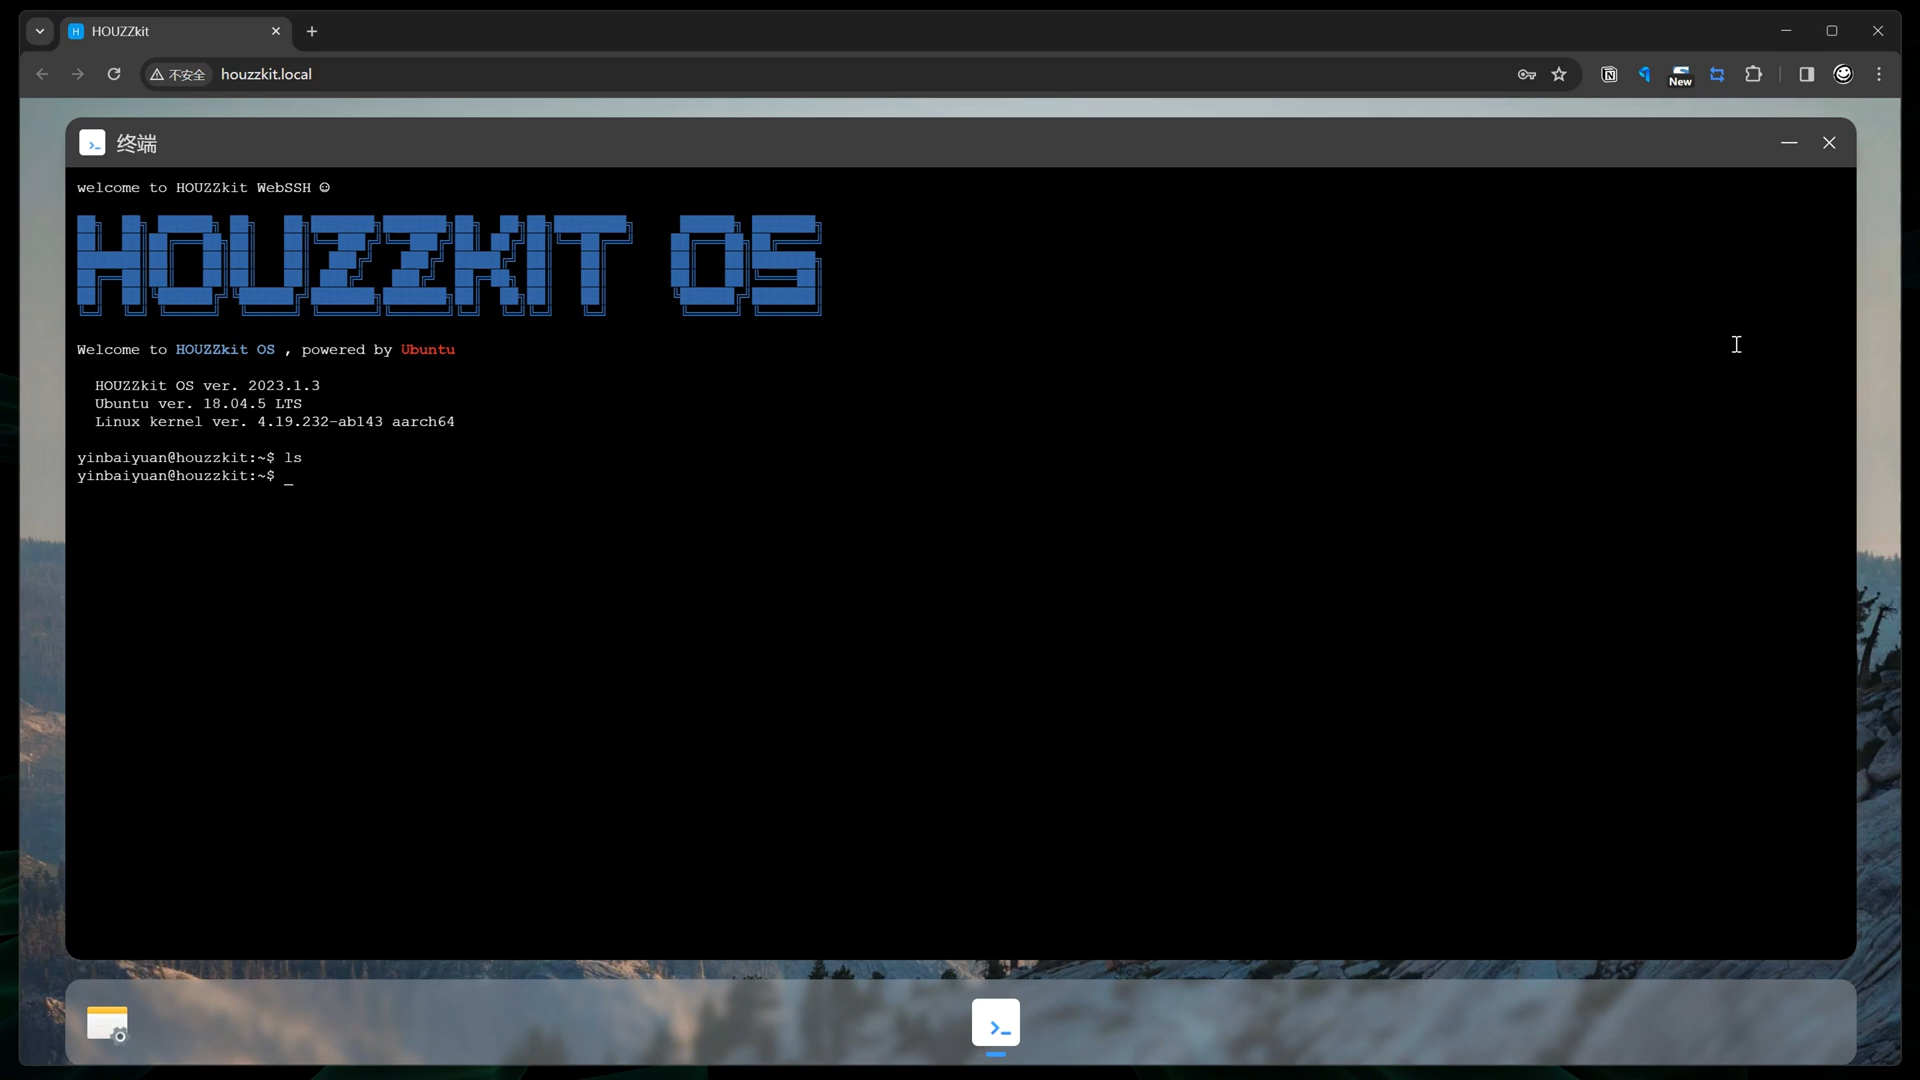 HOUZZkit
不安全
houzzkit.local
New
终端
welcome to HOUZZkit WebSSH ☺
HOUZZKIT OS
Welcome to HOUZZkit OS , powered by Ubuntu
HOUZZkit OS ver. 2023.1.3
Ubuntu ver. 18.04.5 LTS
Linux kernel ver. 4.19.232-ab143 aarch64
yinbaiyuan@houzzkit:~$ ls
yinbaiyuan@houzzkit:~$ _